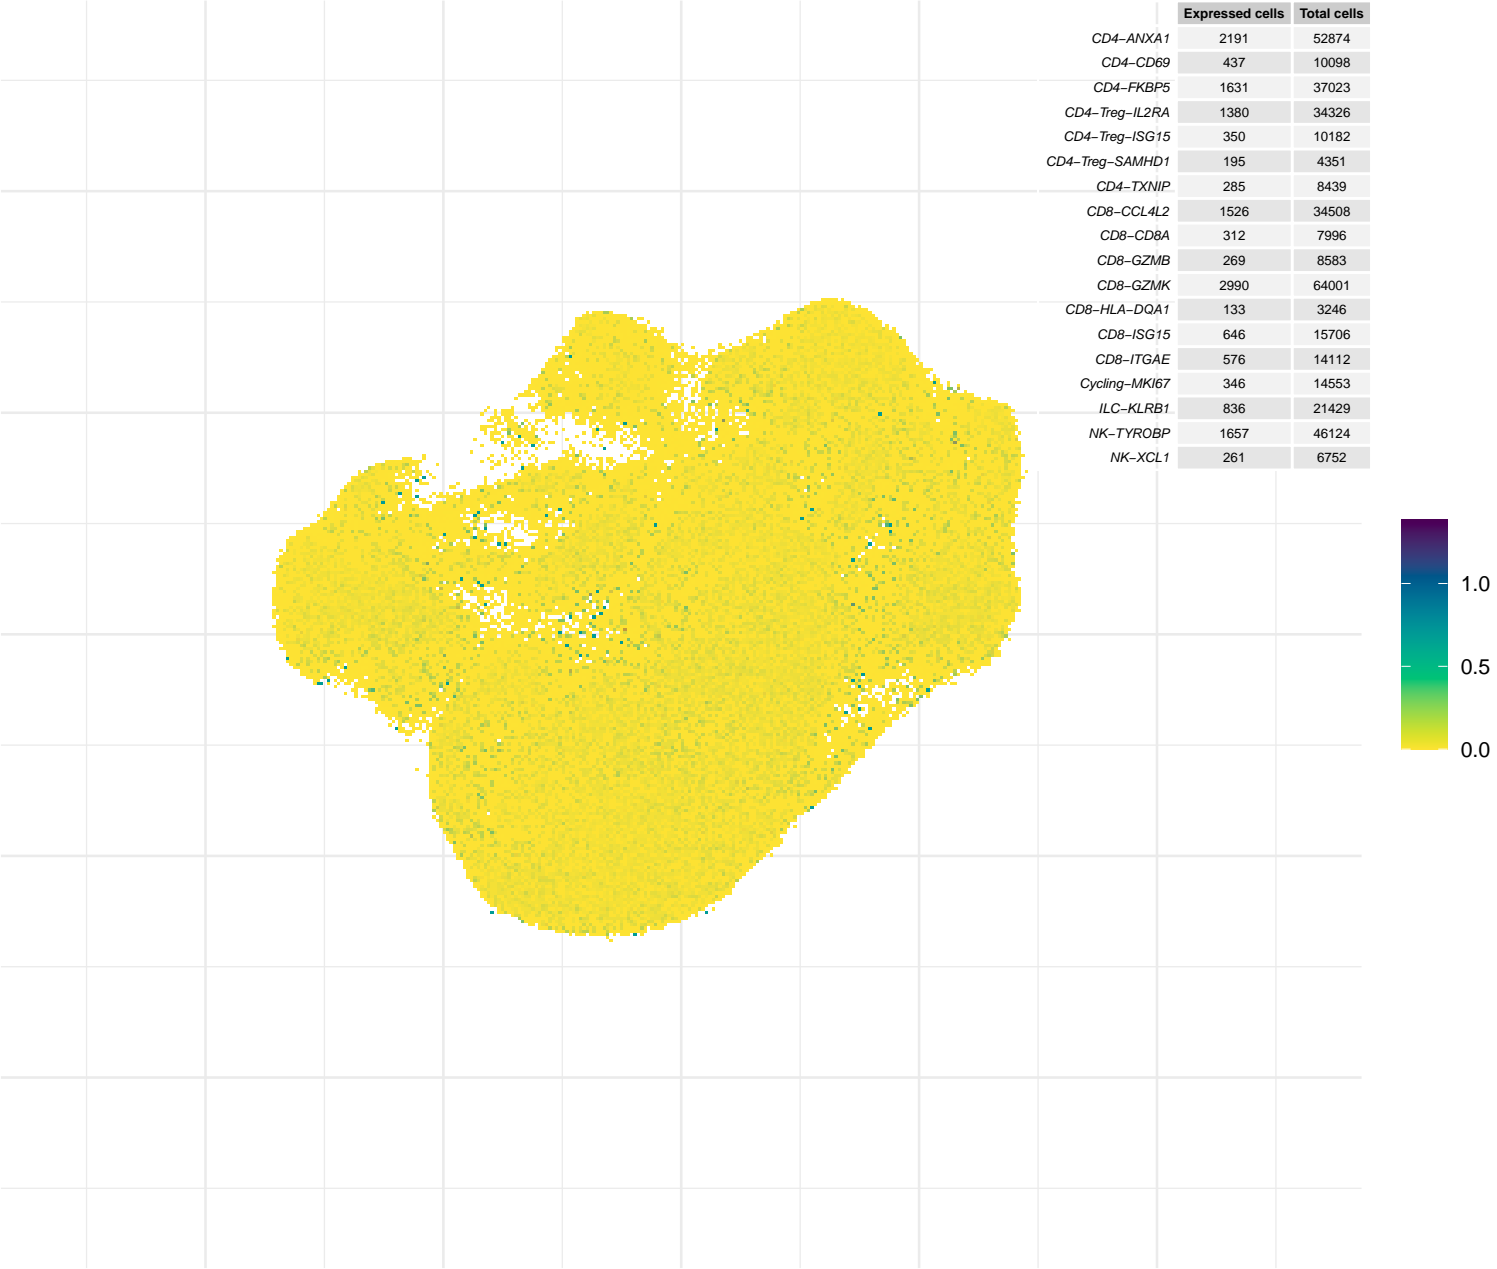 Expressed cells Total cells
CD4−ANXA1 2191 52874
CD4−CD69 437 10098
CD4−FKBP5 1631 37023
CD4−Treg−IL2RA 1380 34326
CD4−Treg−ISG15 350 10182
CD4−Treg−SAMHD1 195 4351
CD4−TXNIP 285 8439
CD8−CCL4L2 1526 34508
CD8−CD8A 312 7996
CD8−GZMB 269 8583
CD8−GZMK 2990 64001
CD8−HLA−DQA1 133 3246
CD8−ISG15 646 15706
CD8−ITGAE 576 14112
Cycling−MKI67 346 14553
ILC−KLRB1 836 21429
NK−TYROBP 1657 46124
NK−XCL1 261 6752
1.0
0.5
0.0